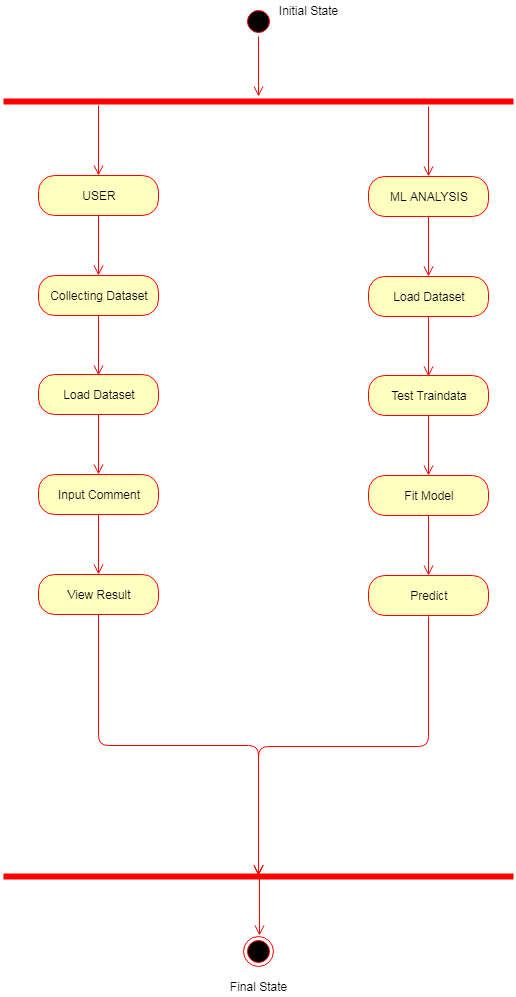 Initial State
USER
Collecting Dataset
Load Dataset
Input Comment
View Result
ML ANALYSIS
Load Dataset
Test Traindata
Fit Model
Predict
Final State